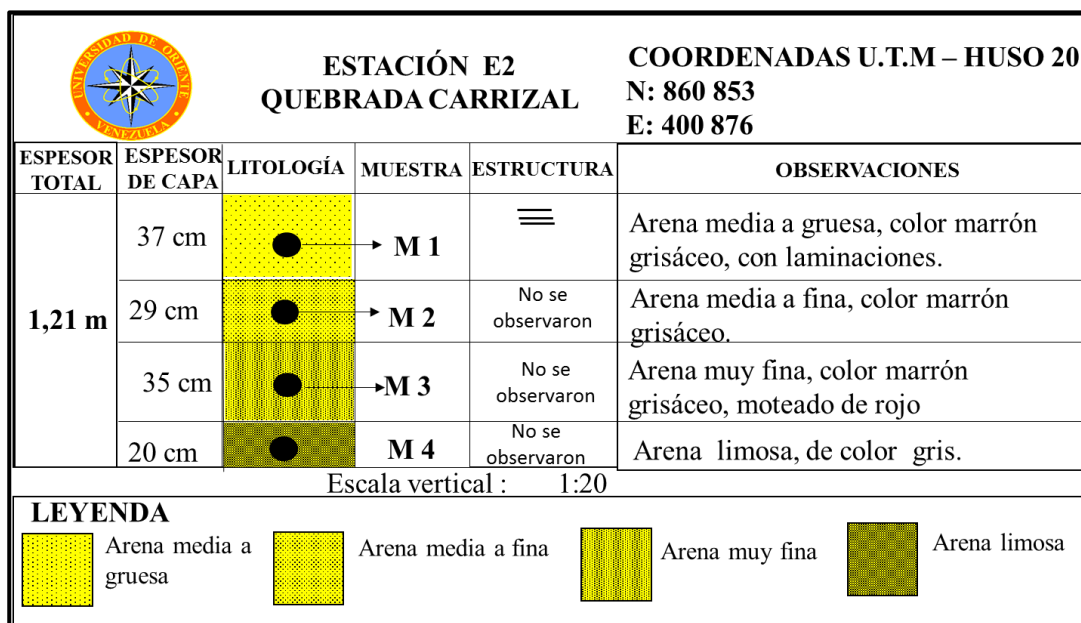 UNIVERSIDAD DE ORIENTE
VENEZUELA
ESTACIÓN E2
QUEBRADA CARRIZAL
COORDENADAS U.T.M – HUSO 20
N: 860 853
E: 400 876
ESPESOR TOTAL
ESPESOR DE CAPA
LITOLOGÍA
MUESTRA
ESTRUCTURA
OBSERVACIONES
1,21 m
37 cm
M 1
Arena media a gruesa, color marrón
grisáceo, con laminaciones.
29 cm
M 2
No se
observaron
Arena media a fina, color marrón
grisáceo.
35 cm
M 3
No se
observaron
Arena muy fina, color marrón
grisáceo, moteado de rojo
20 cm
M 4
No se
observaron
Arena limosa, de color gris.
Escala vertical : 1:20
LEYENDA
Arena media a
gruesa
Arena media a fina
Arena muy fina
Arena limosa